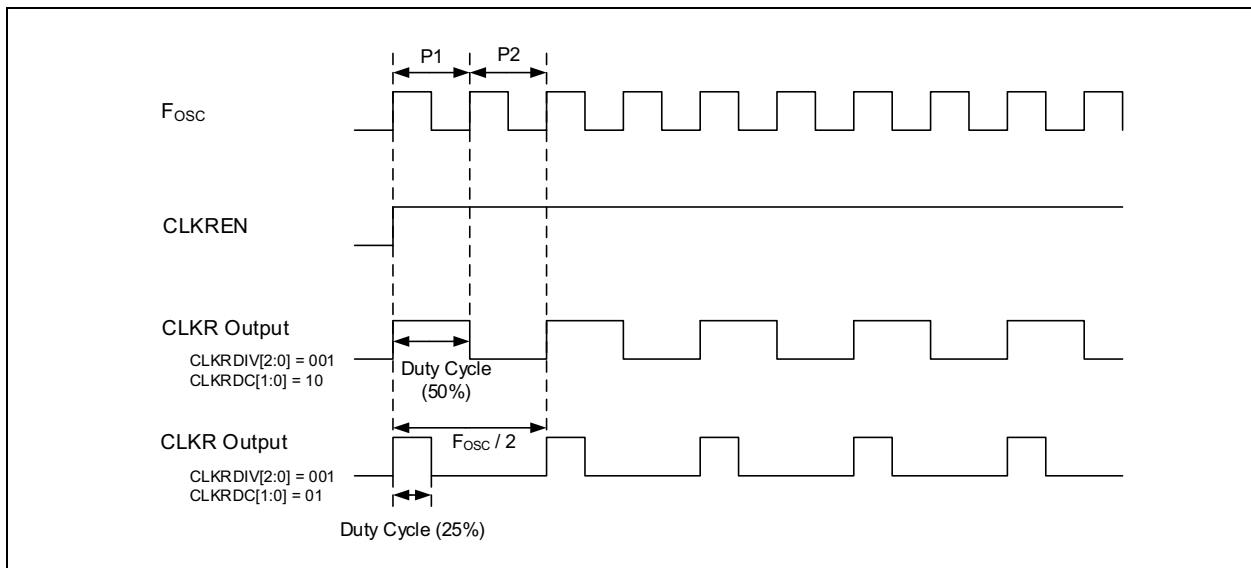 P1
P2
FOSC
CLKREN
CLKR Output
CLKRDIV[2:0] = 001
CLKRDC[1:0] = 10
Duty Cycle
(50%)
FOSC / 2
CLKR Output
CLKRDIV[2:0] = 001
CLKRDC[1:0] = 01
Duty Cycle (25%)